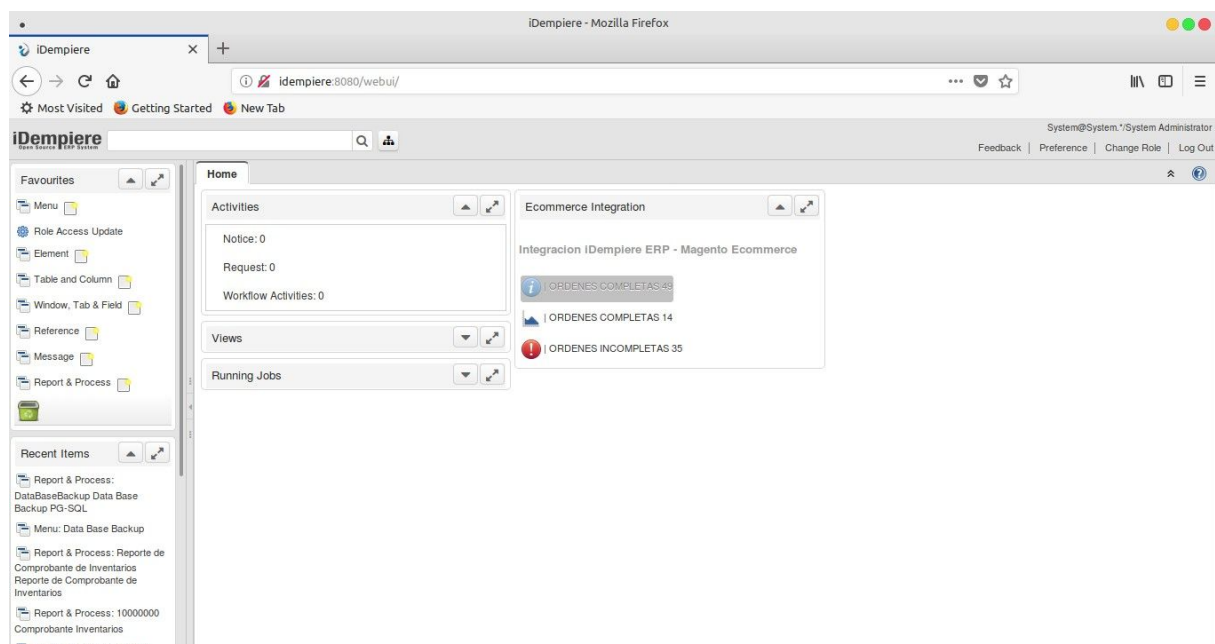 iDempiere - Mozilla Firefox
iDempiere
idempiere:8080/webui/
Most Visited
Getting Started
New Tab
iDempiere
Open Source ERP System
System@System.*/System Administrator
Feedback | Preference | Change Role | Log Out
Favourites
Menu
Role Access Update
Element
Table and Column
Window, Tab & Field
Reference
Message
Report & Process
Recent Items
Report & Process:
DataBaseBackup Data Base
Backup PG-SQL
Menu: Data Base Backup
Report & Process: Reporte de
Comprobante de Inventarios
Reporte de Comprobante de
Inventarios
Report & Process: 10000000
Comprobante Inventarios
Home
Activities
Notice: 0
Request: 0
Workflow Activities: 0
Views
Running Jobs
Ecommerce Integration
Integracion iDempiere ERP - Magento Ecommerce
| ORDENES COMPLETAS 49
| ORDENES COMPLETAS 14
| ORDENES INCOMPLETAS 35